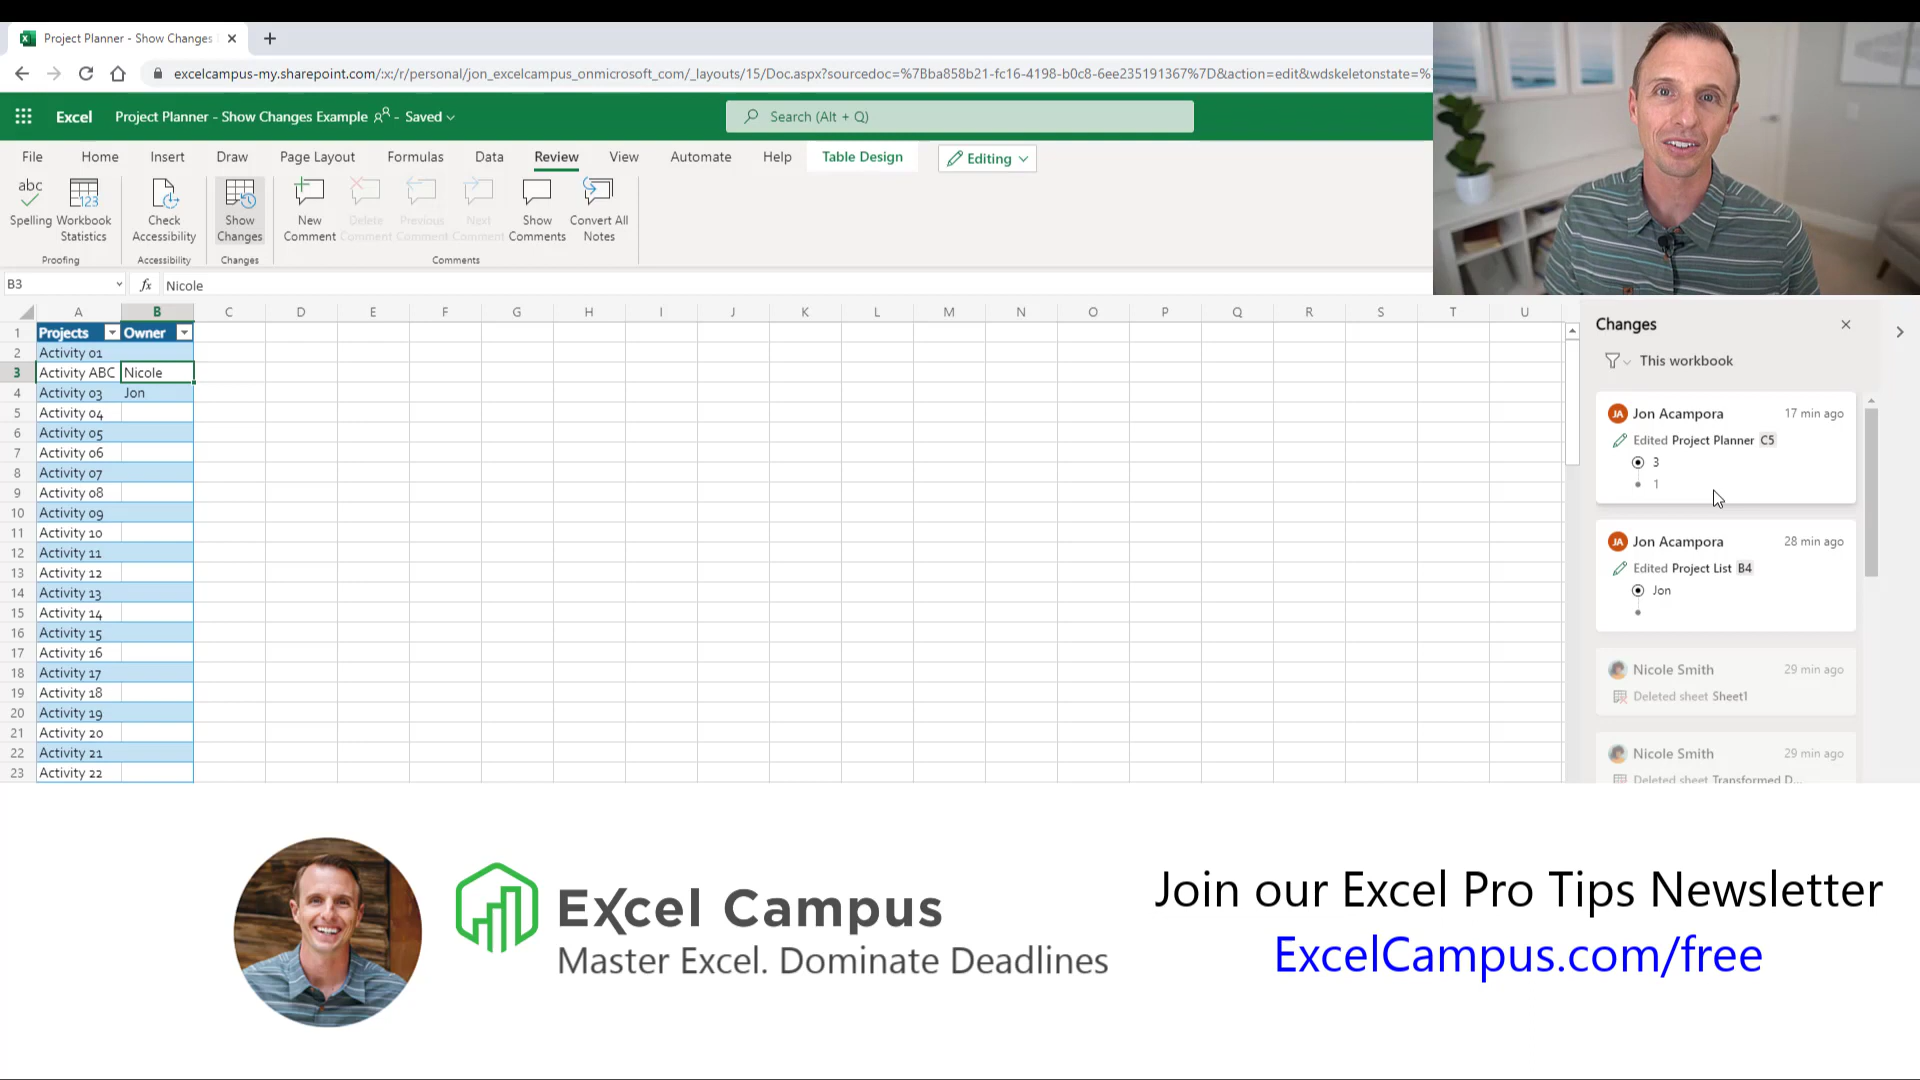 Project Planner - Show Changes
excelcampus-my.sharepoint.com/:x:/r/personal/jon_excelcampus_onmicrosoft_com/_layouts/15/Doc.aspx?sourcedoc=%7Bba858b21-fc16-4198-b0c8-6ee235191367%7D&action=edit&wdskeletonstate=%
Excel Project Planner - Show Changes Example - Saved Search (Alt + Q)
File Home Insert Draw Page Layout Formulas Data Review View Automate Help Table Design Editing
abc 123
Spelling Workbook Statistics Check Accessibility Show Changes New Comment Delete Comment Previous Comment Next Comment Show Comments Convert All Notes
Proofing Accessibility Changes Comments
B3 fx Nicole
A B C D E F G H I J K L M N O P Q R S T U
1 Projects Owner
2 Activity 01
3 Activity ABC Nicole
4 Activity 03 Jon
5 Activity 04
6 Activity 05
7 Activity 06
8 Activity 07
9 Activity 08
10 Activity 09
11 Activity 10
12 Activity 11
13 Activity 12
14 Activity 13
15 Activity 14
16 Activity 15
17 Activity 16
18 Activity 17
19 Activity 18
20 Activity 19
21 Activity 20
22 Activity 21
23 Activity 22
Changes
This workbook
JA Jon Acampora 17 min ago
Edited Project Planner C5
3
1
JA Jon Acampora 28 min ago
Edited Project List B4
Jon
Nicole Smith 29 min ago
Deleted sheet Sheet1
Nicole Smith 29 min ago
Deleted sheet Transformed D...
Excel Campus
Master Excel. Dominate Deadlines
Join our Excel Pro Tips Newsletter
ExcelCampus.com/free